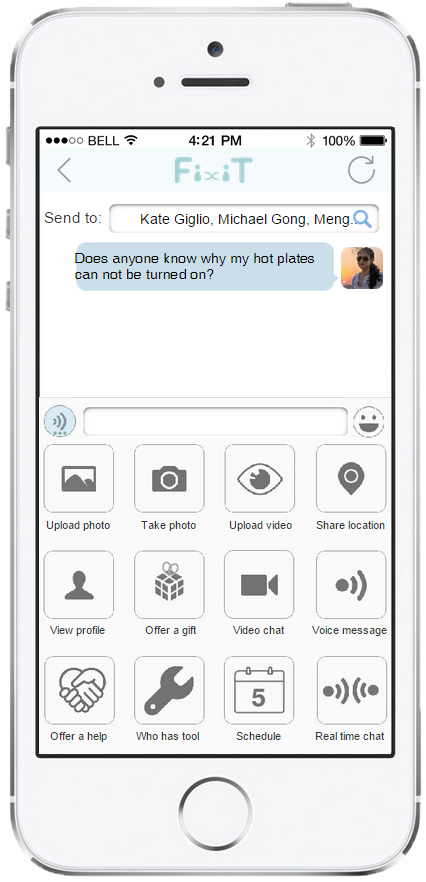 BELL 4:21 PM 100%
FixiT
Send to: Kate Giglio, Michael Gong, Meng...
Does anyone know why my hot plates
can not be turned on?
Upload photo Take photo Upload video Share location
View profile Offer a gift Video chat Voice message
5
Offer a help Who has tool Schedule Real time chat